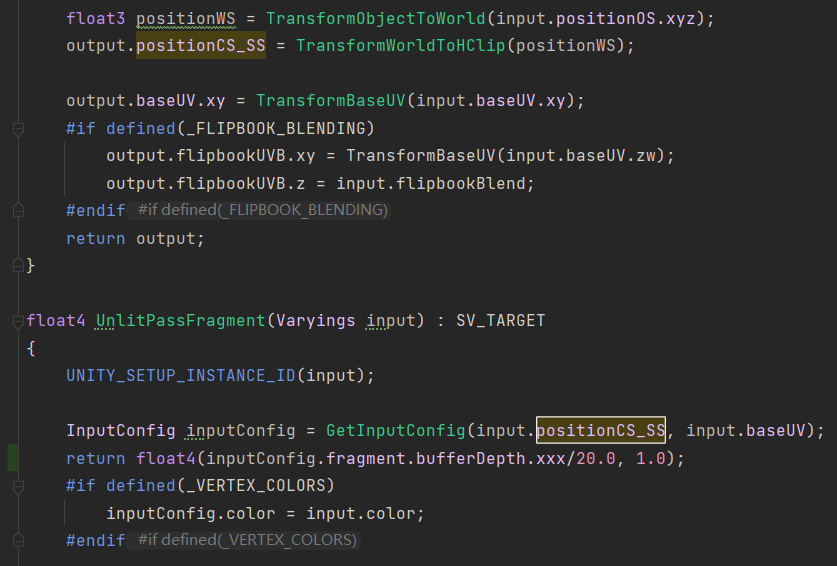 float3 positionWS = TransformObjectToWorld(input.positionOS.xyz);
output.positionCS_SS = TransformWorldToHClip(positionWS);
output.baseUV.xy = TransformBaseUV(input.baseUV.xy);
#if defined(_FLIPBOOK_BLENDING)
output.flipbookUVB.xy = TransformBaseUV(input.baseUV.zw);
output.flipbookUVB.z = input.flipbookBlend;
#endif #if defined(_FLIPBOOK_BLENDING)
return output;
}
float4 UnlitPassFragment(Varyings input) : SV_TARGET
{
UNITY_SETUP_INSTANCE_ID(input);
InputConfig inputConfig = GetInputConfig(input.positionCS_SS, input.baseUV);
return float4(inputConfig.fragment.bufferDepth.xxx/20.0, 1.0);
#if defined(_VERTEX_COLORS)
inputConfig.color = input.color;
#endif #if defined(_VERTEX_COLORS)